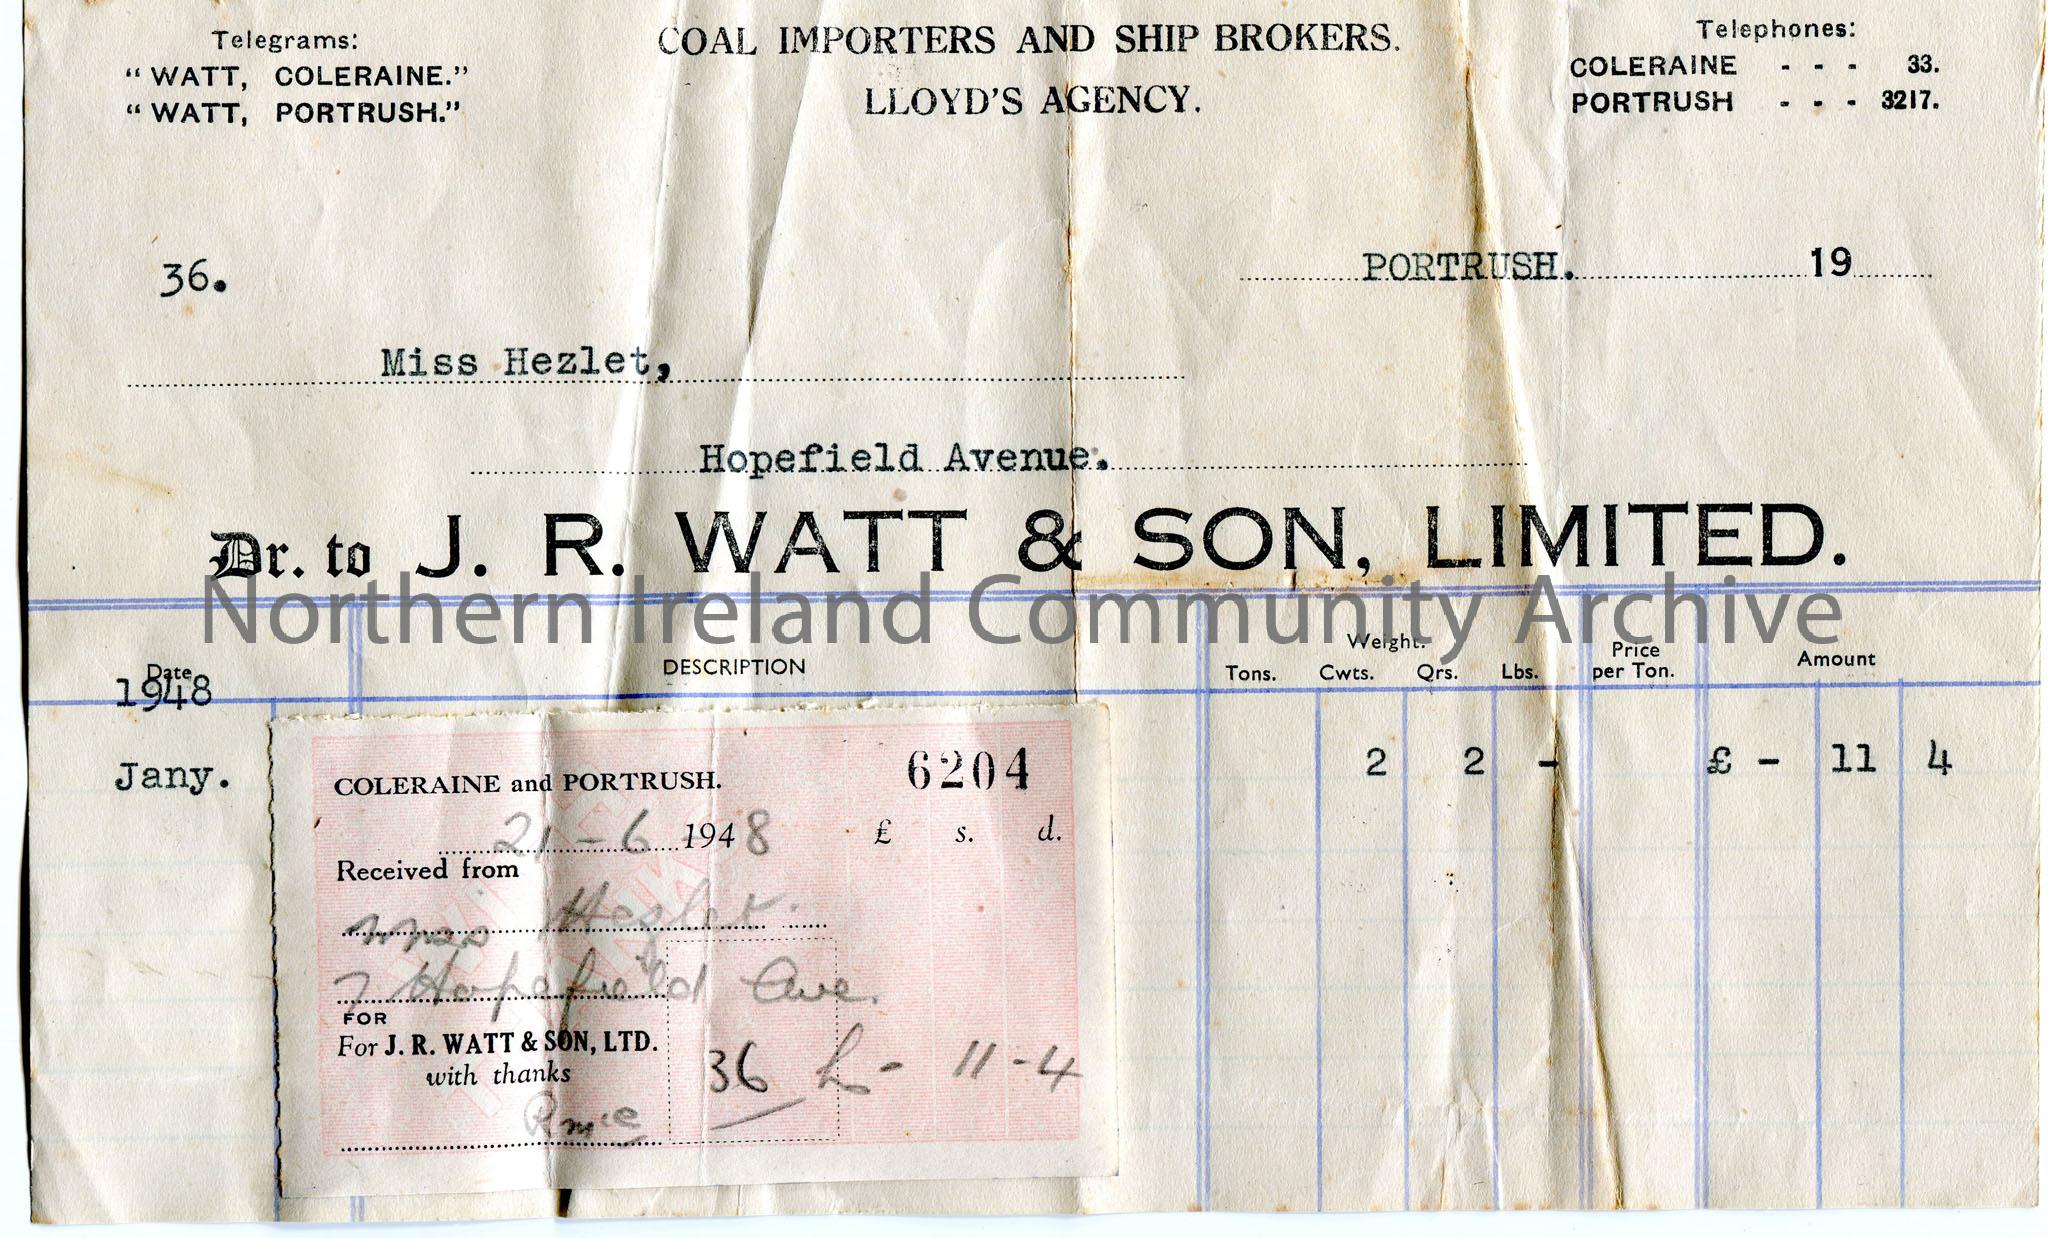 Telegrams:
"WATT, COLERAINE."
"WATT, PORTRUSH."
COAL IMPORTERS AND SHIP BROKERS.
LLOYD'S AGENCY.
Telephones:
COLERAINE - - - 33.
PORTRUSH - - - 3217.
36.
PORTRUSH. 19
Miss Hezlet,
Hopefield Avenue.
Dr. to J. R. WATT & SON, LIMITED.
Northern Ireland Community Archive
Date DESCRIPTION Weight. Tons. Cwts. Qrs. Lbs. Price per Ton. Amount
1948
Jany. 2 2 - £ - 11 4
COLERAINE and PORTRUSH. 6204
21-6 1948 £ s. d.
Received from
Miss Hezlet.
7 Hopefield Ave.
FOR
For J. R. WATT & SON, LTD.
with thanks
36 £ - 11-4